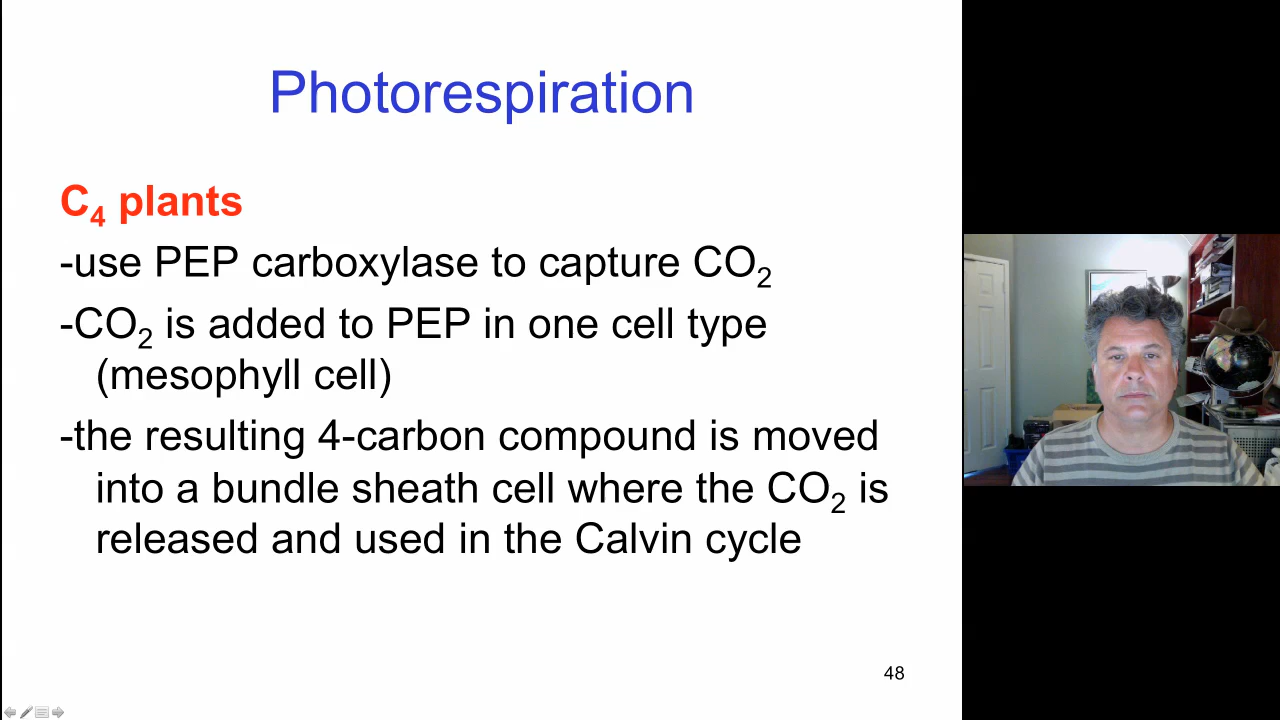 Photorespiration
C₄ plants
-use PEP carboxylase to capture CO₂
-CO₂ is added to PEP in one cell type
(mesophyll cell)
-the resulting 4-carbon compound is moved
into a bundle sheath cell where the CO₂ is
released and used in the Calvin cycle
48